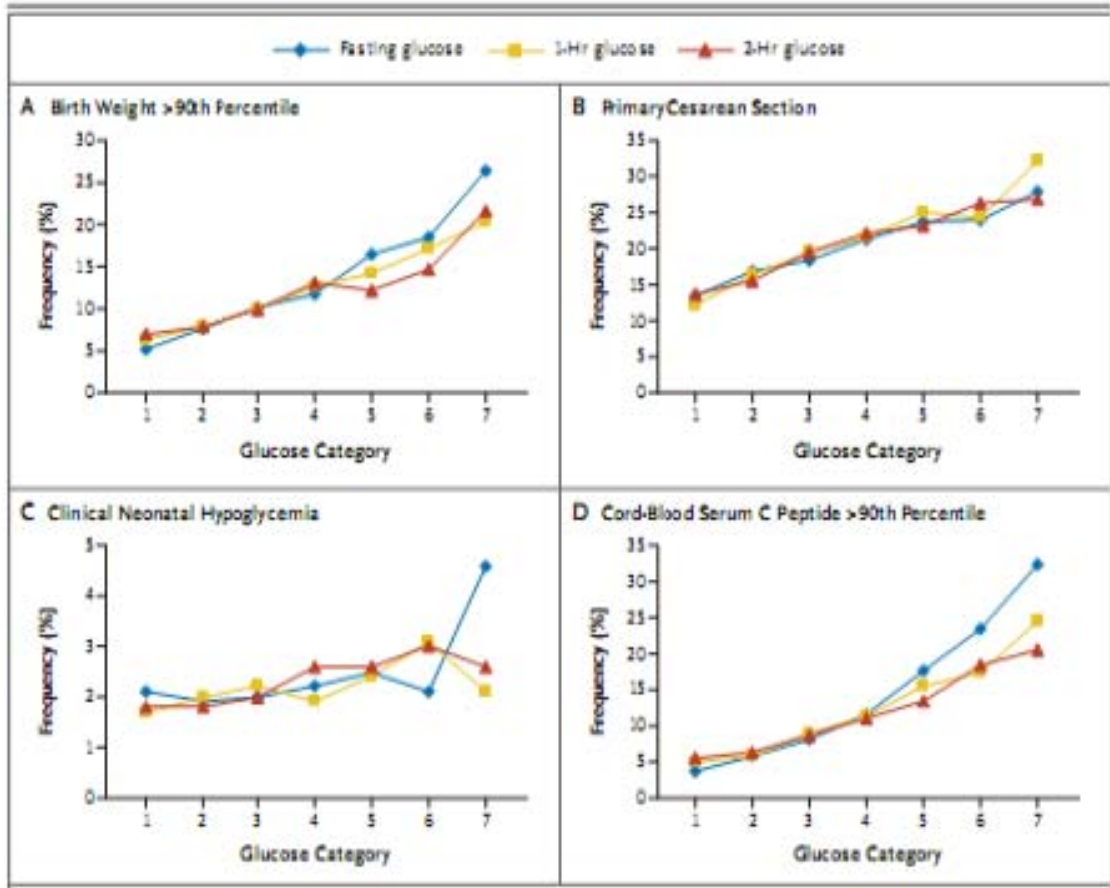 Fasting glucose 1-Hr glucose 2-Hr glucose
A Birth Weight >90th Percentile
30
25
20
15
10
5
0
Frequency (%)
1 2 3 4 5 6 7
Glucose Category
B Primary Cesarean Section
35
30
25
20
15
10
5
0
Frequency (%)
1 2 3 4 5 6 7
Glucose Category
C Clinical Neonatal Hypoglycemia
5
4
3
2
1
0
Frequency (%)
1 2 3 4 5 6 7
Glucose Category
D Cord-Blood Serum C Peptide >90th Percentile
35
30
25
20
15
10
5
0
Frequency (%)
1 2 3 4 5 6 7
Glucose Category